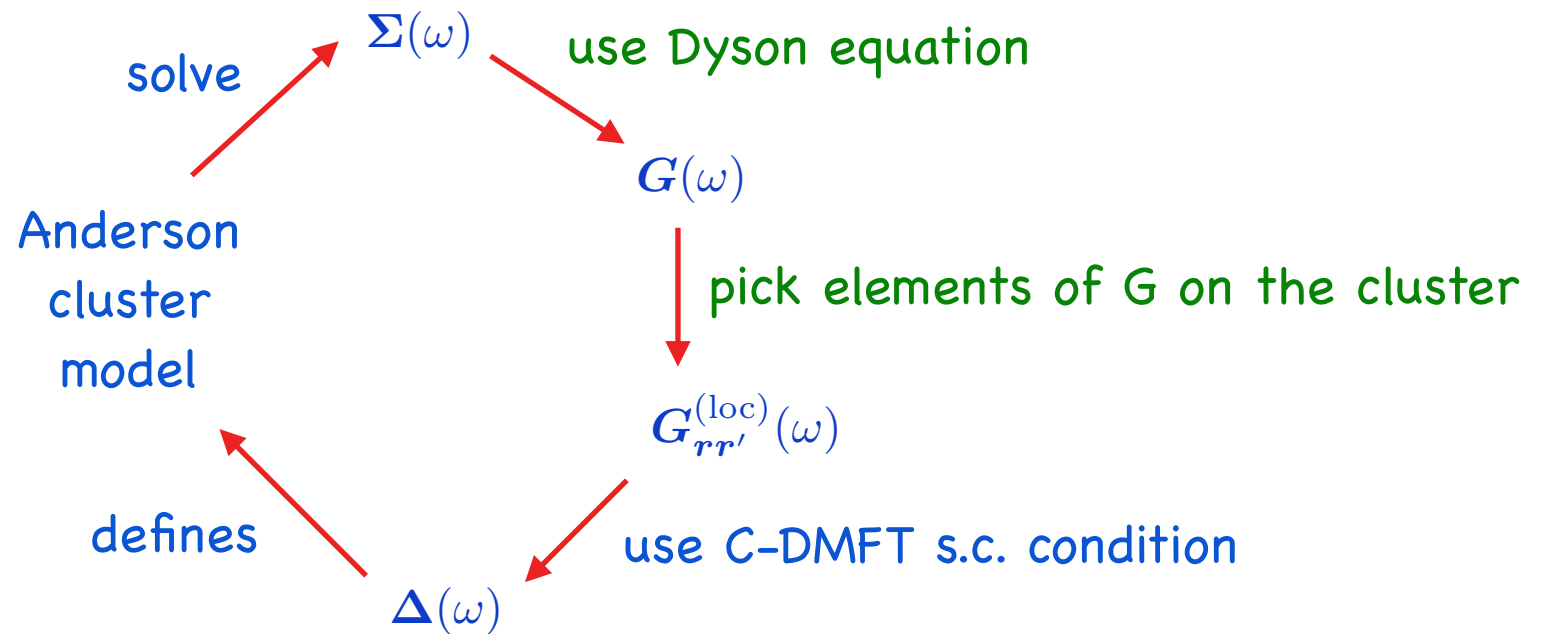 Σ(ω)
use Dyson equation
solve
G(ω)
Anderson
cluster
model
pick elements of G on the cluster
G_{rr′}^{(loc)}(ω)
defines
use C-DMFT s.c. condition
Δ(ω)